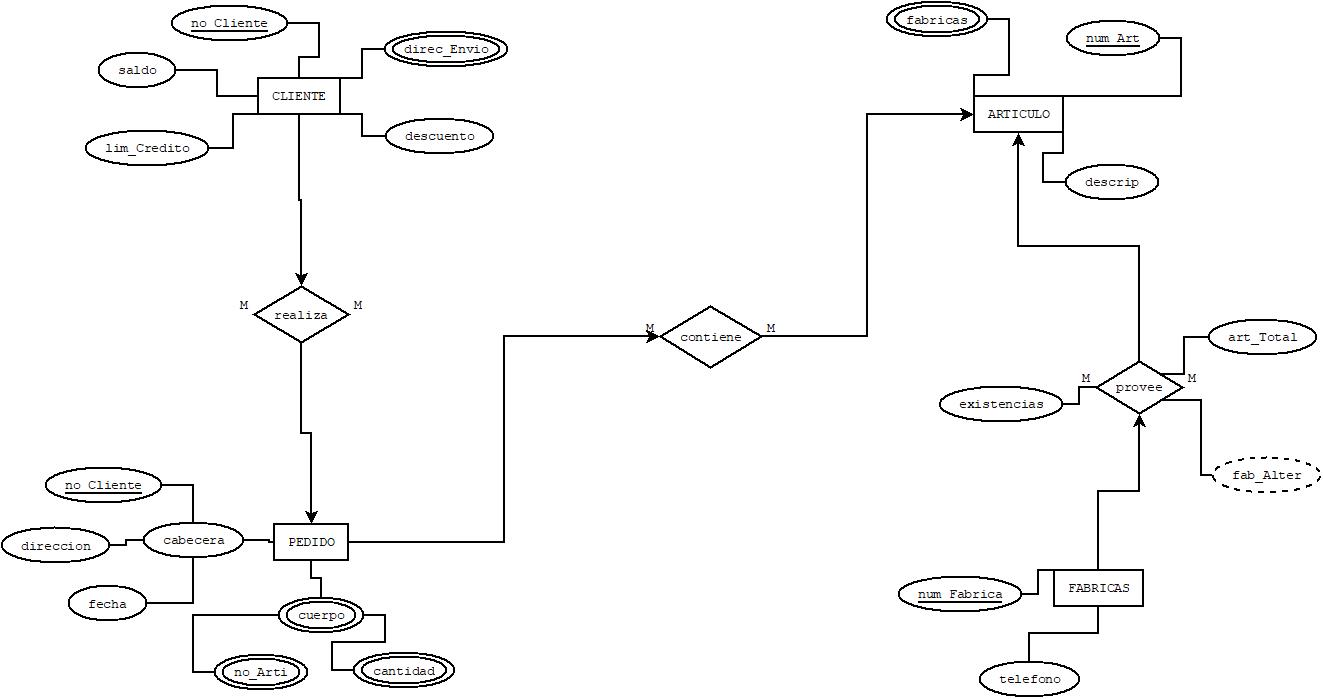 no_Cliente
direc_Envio
saldo
CLIENTE
descuento
lim_Credito
fabricas
num_Art
ARTICULO
descrip
M
realiza
M
M
contiene
M
art_Total
M
provee
M
existencias
fab_Alter
no_Cliente
direccion
cabecera
PEDIDO
fecha
cuerpo
no_Arti
cantidad
num_Fabrica
FABRICAS
telefono